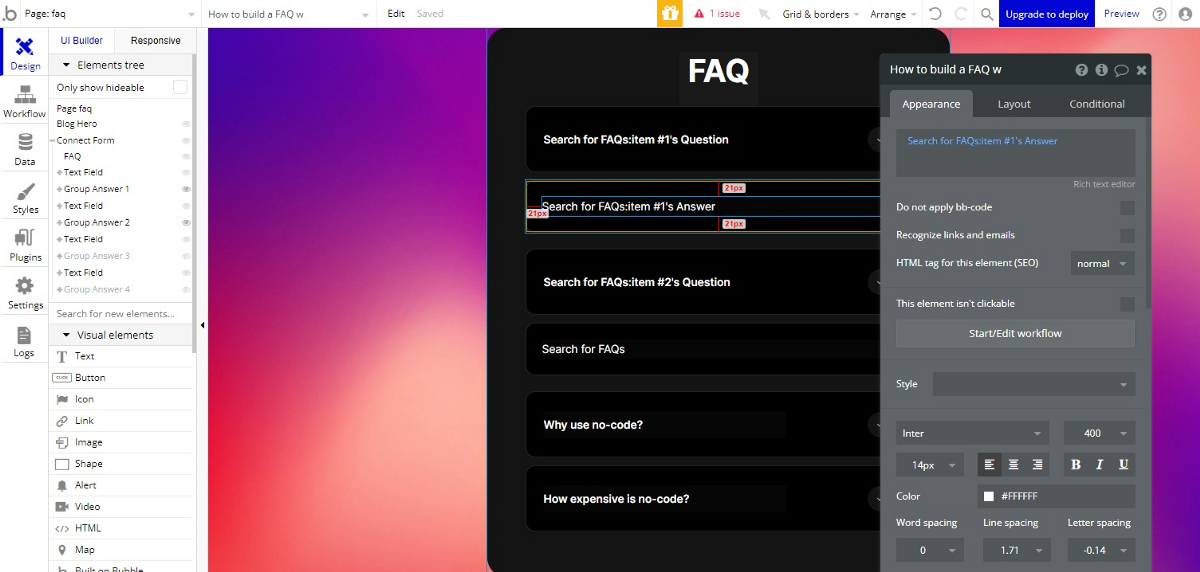 .b
Page: faq
How to build a FAQ w
Edit
Saved
1 issue
Grid & borders
Arrange
Upgrade to deploy
Preview
?
Design
Workflow
Data
Styles
Plugins
Settings
Logs
UI Builder
Responsive
Elements tree
Only show hideable
Page faq
Blog Hero
Connect Form
FAQ
Text Field
Group Answer 1
Text Field
Group Answer 2
Text Field
Group Answer 3
Text Field
Group Answer 4
Search for new elements...
Visual elements
T Text
CLICK Button
Icon
Link
Image
Shape
Alert
Video
</> HTML
Map
b Built on Bubble
FAQ
Search for FAQs:item #1's Question
21px
Search for FAQs:item #1's Answer
21px
21px
Search for FAQs:item #2's Question
Search for FAQs
Why use no-code?
How expensive is no-code?
How to build a FAQ w
Appearance
Layout
Conditional
Search for FAQs:item #1's Answer
Rich text editor
Do not apply bb-code
Recognize links and emails
HTML tag for this element (SEO)
normal
This element isn't clickable
Start/Edit workflow
Style
Inter
400
14px
B I U
Color
#FFFFFF
Word spacing
Line spacing
Letter spacing
0
1.71
-0.14